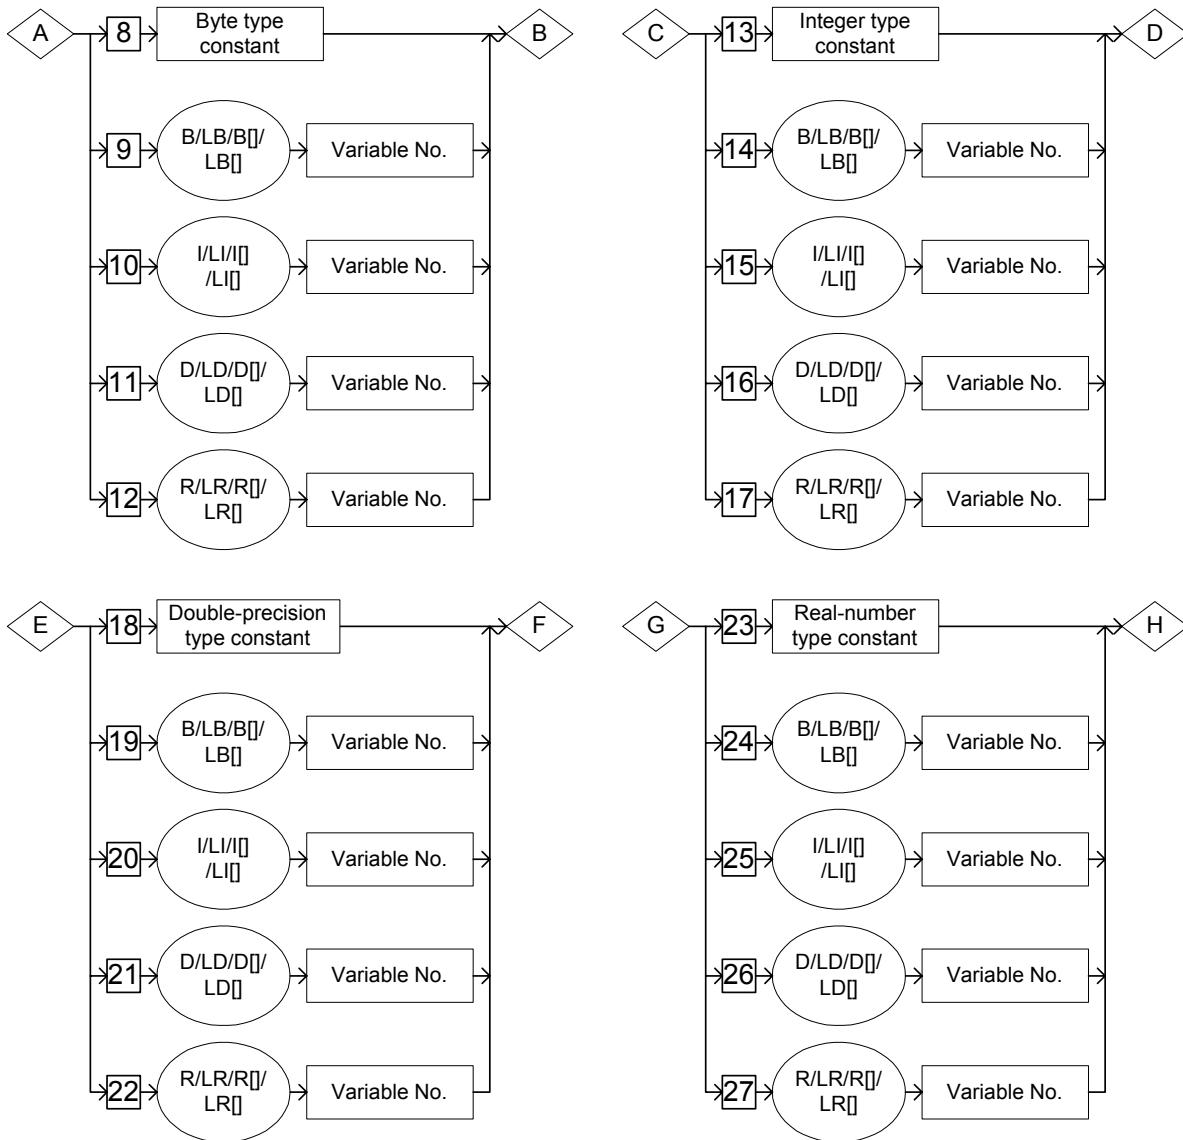 A
8
Byte type
constant
B
9
B/LB/B[]/
LB[]
Variable No.
10
I/LI/I[]
/LI[]
Variable No.
11
D/LD/D[]/
LD[]
Variable No.
12
R/LR/R[]/
LR[]
Variable No.
C
13
Integer type
constant
D
14
B/LB/B[]/
LB[]
Variable No.
15
I/LI/I[]
/LI[]
Variable No.
16
D/LD/D[]/
LD[]
Variable No.
17
R/LR/R[]/
LR[]
Variable No.
E
18
Double-precision
type constant
F
19
B/LB/B[]/
LB[]
Variable No.
20
I/LI/I[]
/LI[]
Variable No.
21
D/LD/D[]/
LD[]
Variable No.
22
R/LR/R[]/
LR[]
Variable No.
G
23
Real-number
type constant
H
24
B/LB/B[]/
LB[]
Variable No.
25
I/LI/I[]
/LI[]
Variable No.
26
D/LD/D[]/
LD[]
Variable No.
27
R/LR/R[]/
LR[]
Variable No.